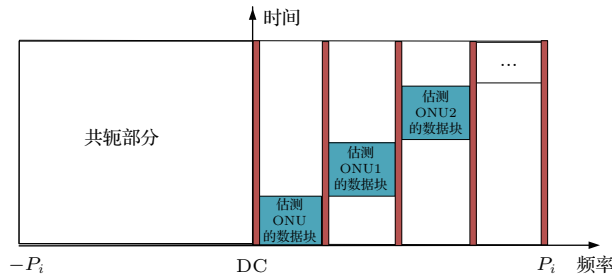 时间
...
估测
ONU2
的数据块
共轭部分
估测
ONU1
的数据块
估测
ONU
的数据块
−P_i
DC
P_i
频率